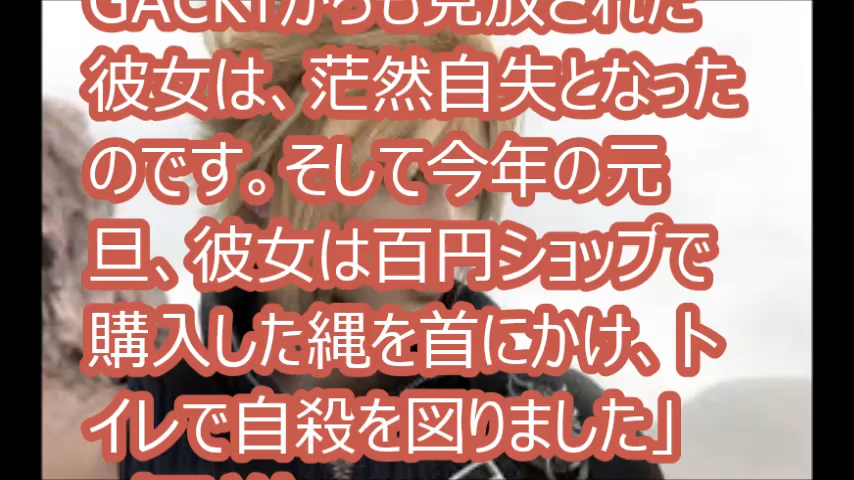 GACKTからも見放された
彼女は、茫然自失となった
のです。そして今年の元
旦、彼女は百円ショップで
購入した縄を首にかけ、ト
イレで自殺を図りました」